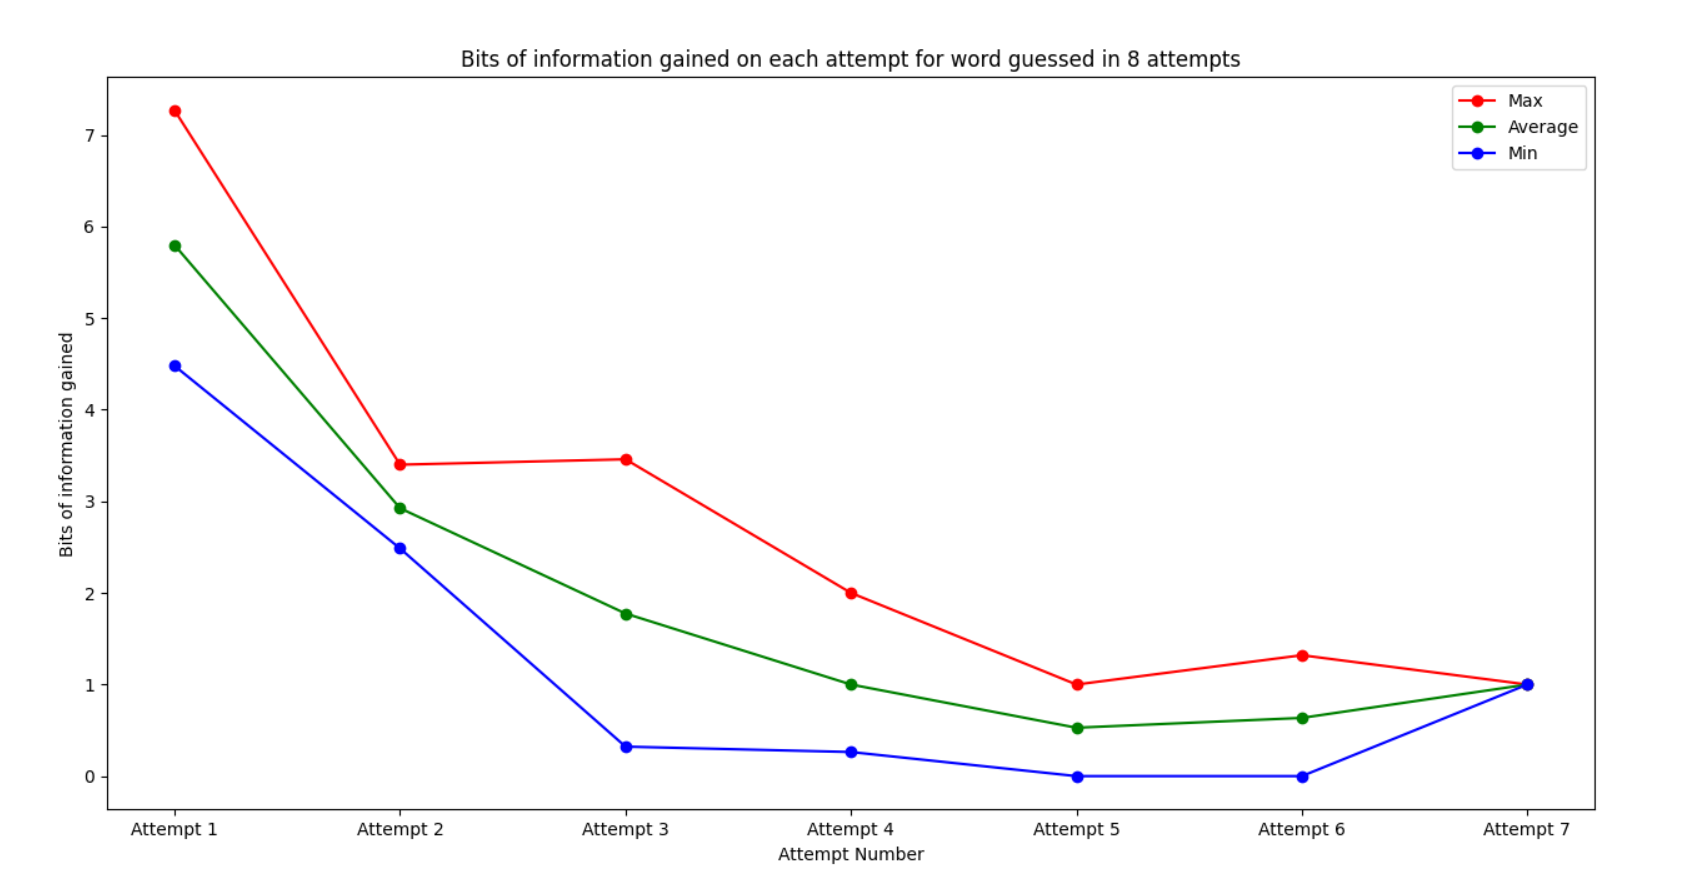 Bits of information gained on each attempt for word guessed in 8 attempts
Max
Average
Min
7
6
5
4
3
2
1
0
Bits of information gained
Attempt 1
Attempt 2
Attempt 3
Attempt 4
Attempt 5
Attempt 6
Attempt 7
Attempt Number